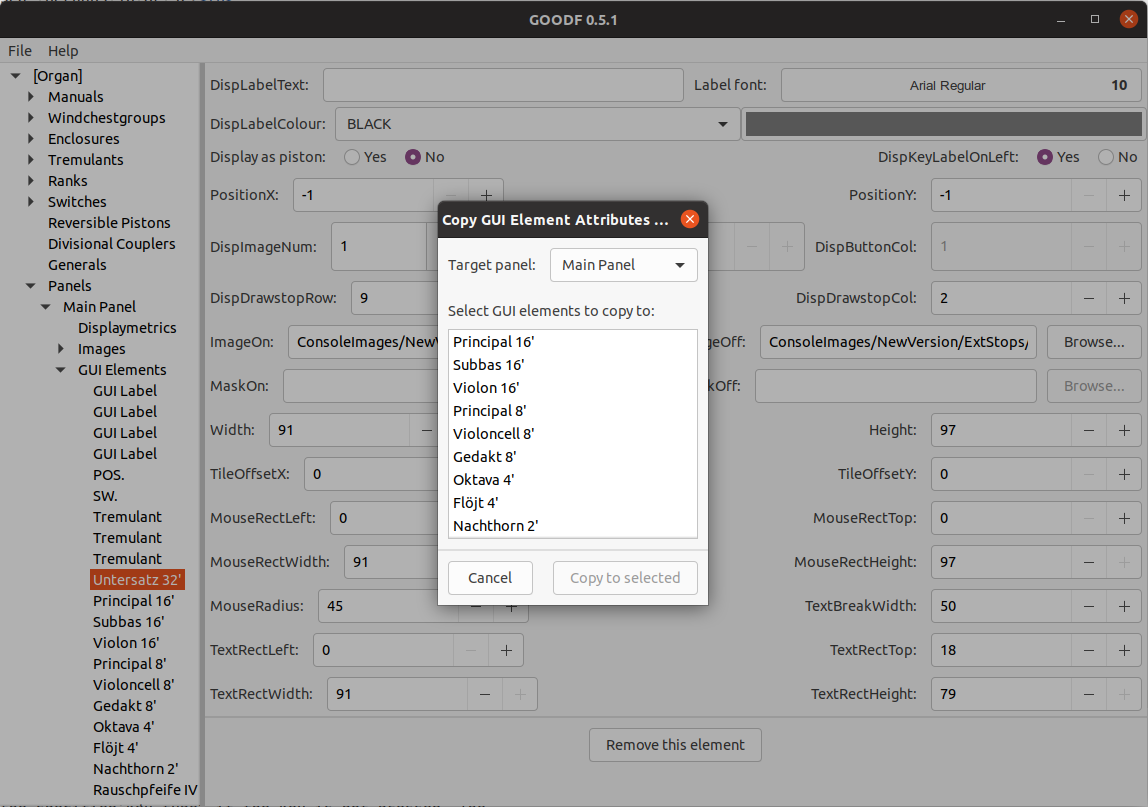 GOODF 0.5.1
File Help
[Organ]
Manuals
Windchestgroups
Enclosures
Tremulants
Ranks
Switches
Reversible Pistons
Divisional Couplers
Generals
Panels
Main Panel
Displaymetrics
Images
GUI Elements
GUI Label
GUI Label
GUI Label
GUI Label
POS.
SW.
Tremulant
Tremulant
Tremulant
Untersatz 32'
Principal 16'
Subbas 16'
Violon 16'
Principal 8'
Violoncell 8'
Gedakt 8'
Oktava 4'
Flöjt 4'
Nachthorn 2'
Rauschpfeife IV
DispLabelText: Label font: Arial Regular 10
DispLabelColour: BLACK
Display as piston: Yes No DispKeyLabelOnLeft: Yes No
PositionX: -1 PositionY: -1
DispImageNum: 1 DispButtonCol: 1
DispDrawstopRow: 9 DispDrawstopCol: 2
ImageOn: ConsoleImages/NewV geOff: ConsoleImages/NewVersion/ExtStops/ Browse...
MaskOn: kOff: Browse...
Width: 91 Height: 97
TileOffsetX: 0 TileOffsetY: 0
MouseRectLeft: 0 MouseRectTop: 0
MouseRectWidth: 91 MouseRectHeight: 97
MouseRadius: 45 TextBreakWidth: 50
TextRectLeft: 0 TextRectTop: 18
TextRectWidth: 91 TextRectHeight: 79
Remove this element
Copy GUI Element Attributes ...
Target panel: Main Panel
Select GUI elements to copy to:
Principal 16'
Subbas 16'
Violon 16'
Principal 8'
Violoncell 8'
Gedakt 8'
Oktava 4'
Flöjt 4'
Nachthorn 2'
Cancel Copy to selected